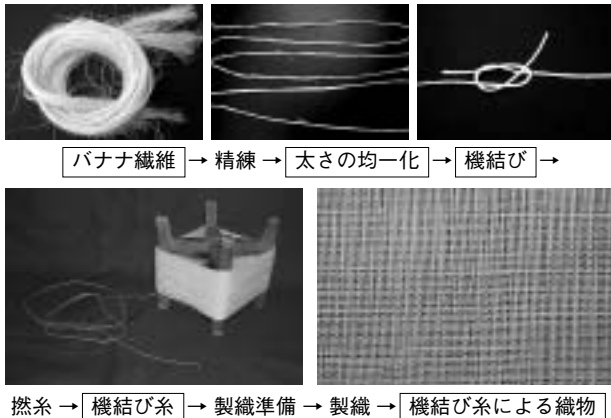 バナナ繊維 → 精練 → 太さの均一化 → 機結び →
撚糸 → 機結び糸 → 製織準備 → 製織 → 機結び糸による織物